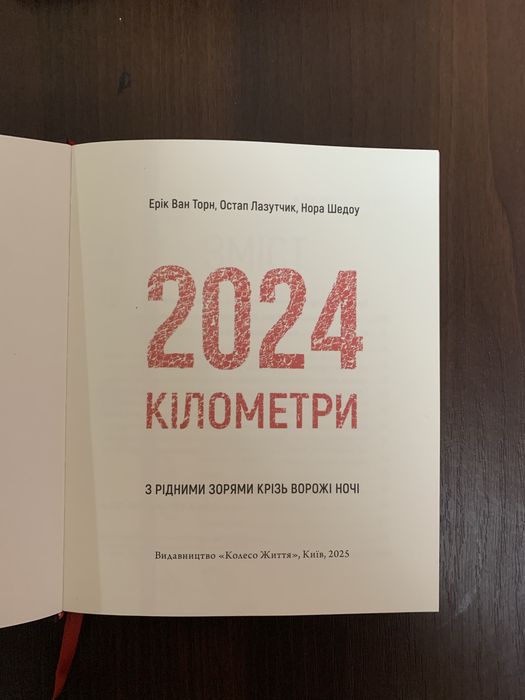 Ерік Ван Торн, Остап Лазутчик, Нора Шедоу
2024
КІЛОМЕТРИ
З РІДНИМИ ЗОРЯМИ КРІЗЬ ВОРОЖІ НОЧІ
Видавництво «Колесо Життя», Київ, 2025